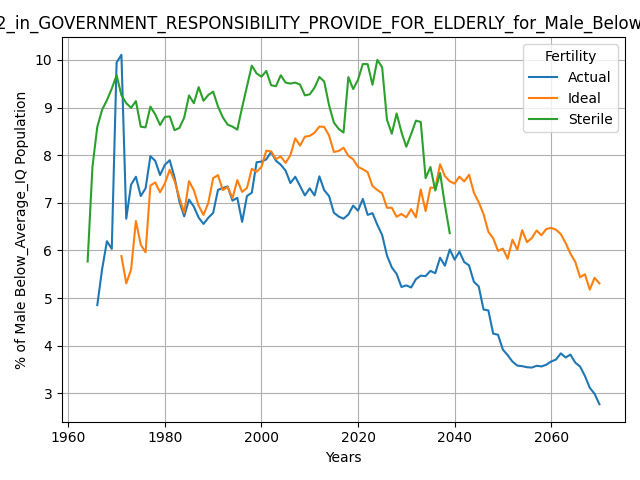 2_in_GOVERNMENT_RESPONSIBILITY_PROVIDE_FOR_ELDERLY_for_Male_Below
% of Male Below_Average_IQ Population
10
9
8
7
6
5
4
3
1960
1980
2000
2020
2040
2060
Years
Fertility
Actual
Ideal
Sterile